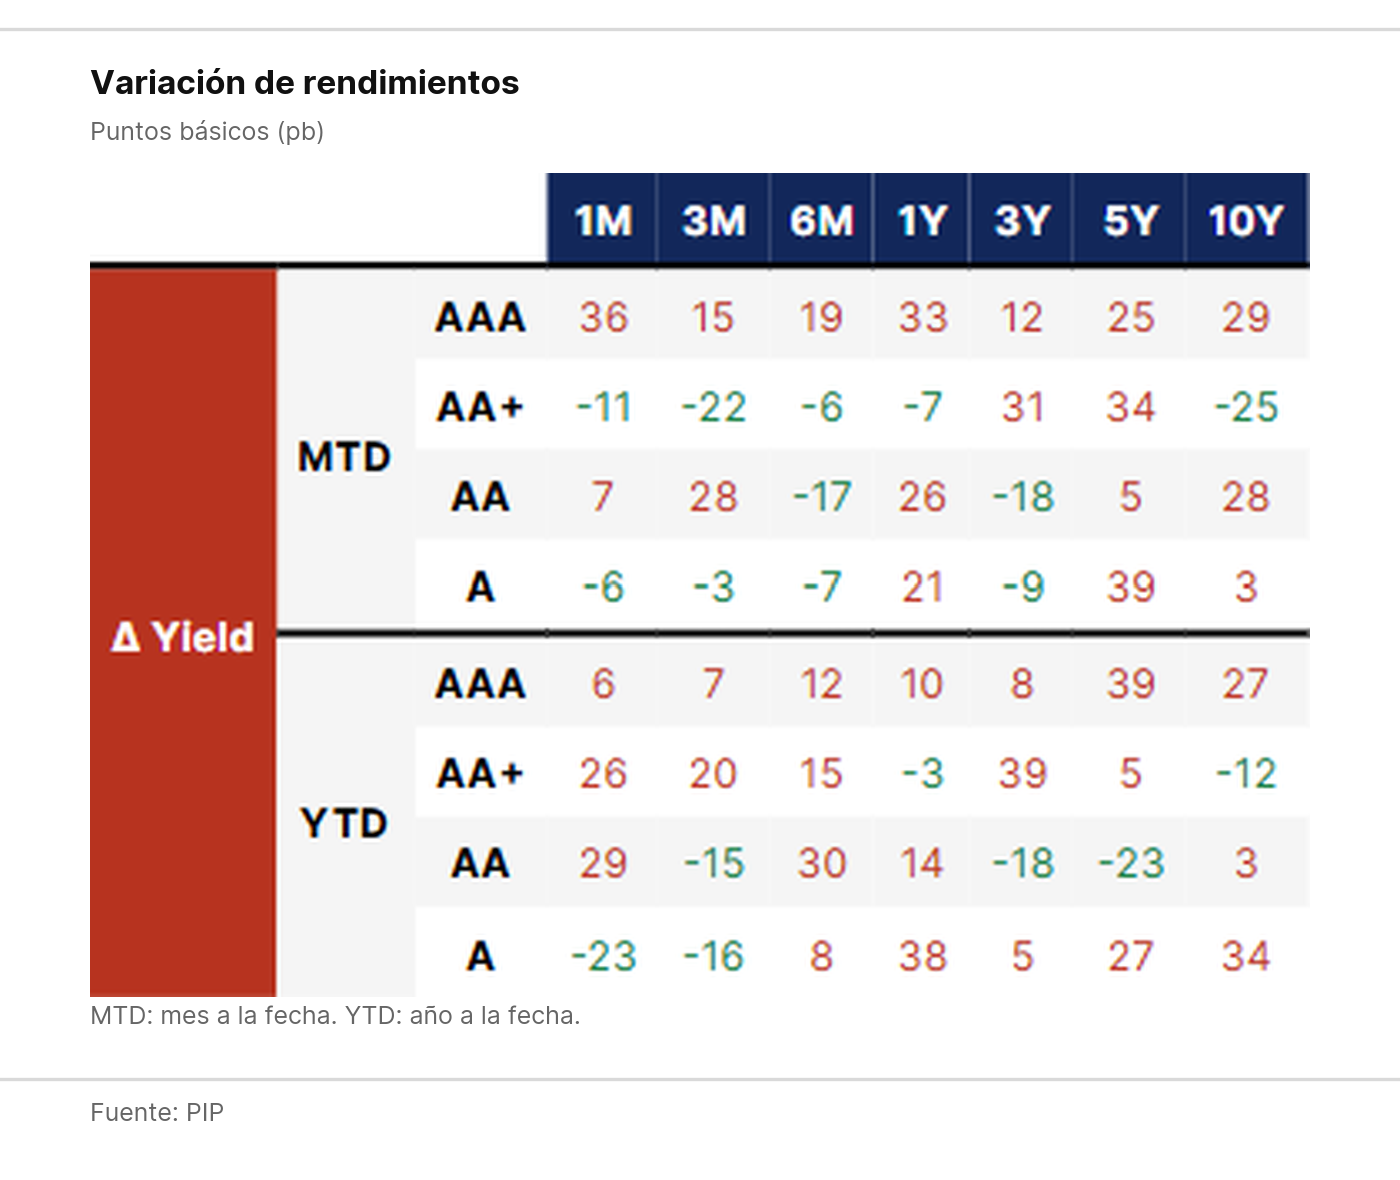 Variación de rendimientos
Puntos básicos (pb)
1M 3M 6M 1Y 3Y 5Y 10Y
Δ Yield
MTD
AAA 36 15 19 33 12 25 29
AA+ -11 -22 -6 -7 31 34 -25
AA 7 28 -17 26 -18 5 28
A -6 -3 -7 21 -9 39 3
YTD
AAA 6 7 12 10 8 39 27
AA+ 26 20 15 -3 39 5 -12
AA 29 -15 30 14 -18 -23 3
A -23 -16 8 38 5 27 34
MTD: mes a la fecha. YTD: año a la fecha.
Fuente: PIP